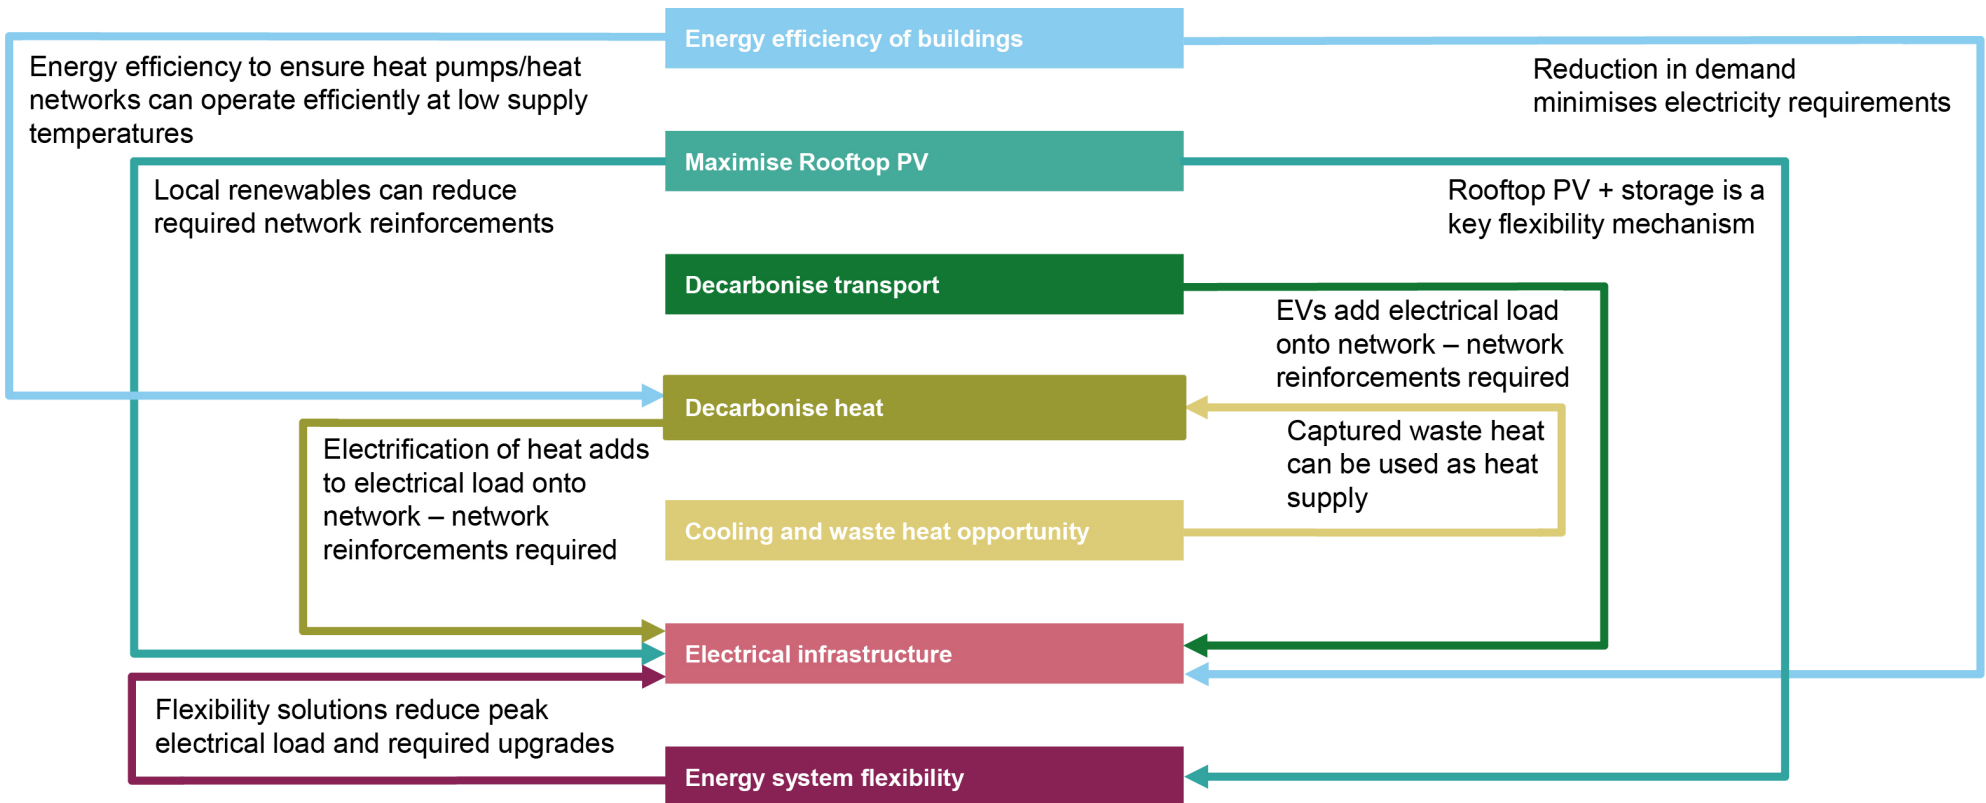 Energy efficiency of buildings
Energy efficiency to ensure heat pumps/heat
networks can operate efficiently at low supply
temperatures
Reduction in demand
minimises electricity requirements
Maximise Rooftop PV
Local renewables can reduce
required network reinforcements
Rooftop PV + storage is a
key flexibility mechanism
Decarbonise transport
EVs add electrical load
onto network – network
reinforcements required
Decarbonise heat
Electrification of heat adds
to electrical load onto
network – network
reinforcements required
Captured waste heat
can be used as heat
supply
Cooling and waste heat opportunity
Electrical infrastructure
Flexibility solutions reduce peak
electrical load and required upgrades
Energy system flexibility